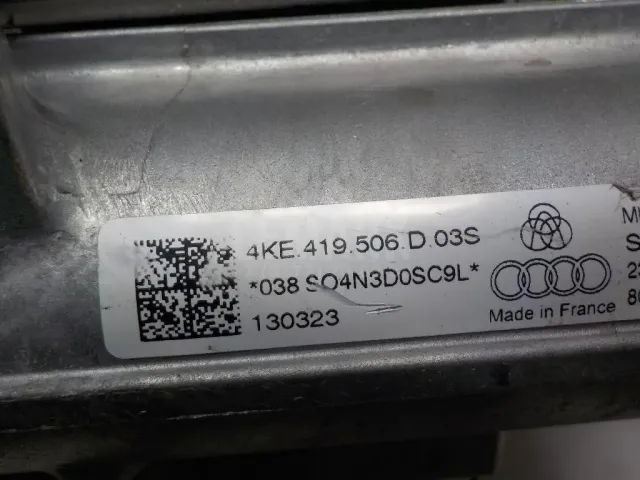 4KE.419.506.D.03S
*038 SO4N3D0SC9L*
130323
Made in France